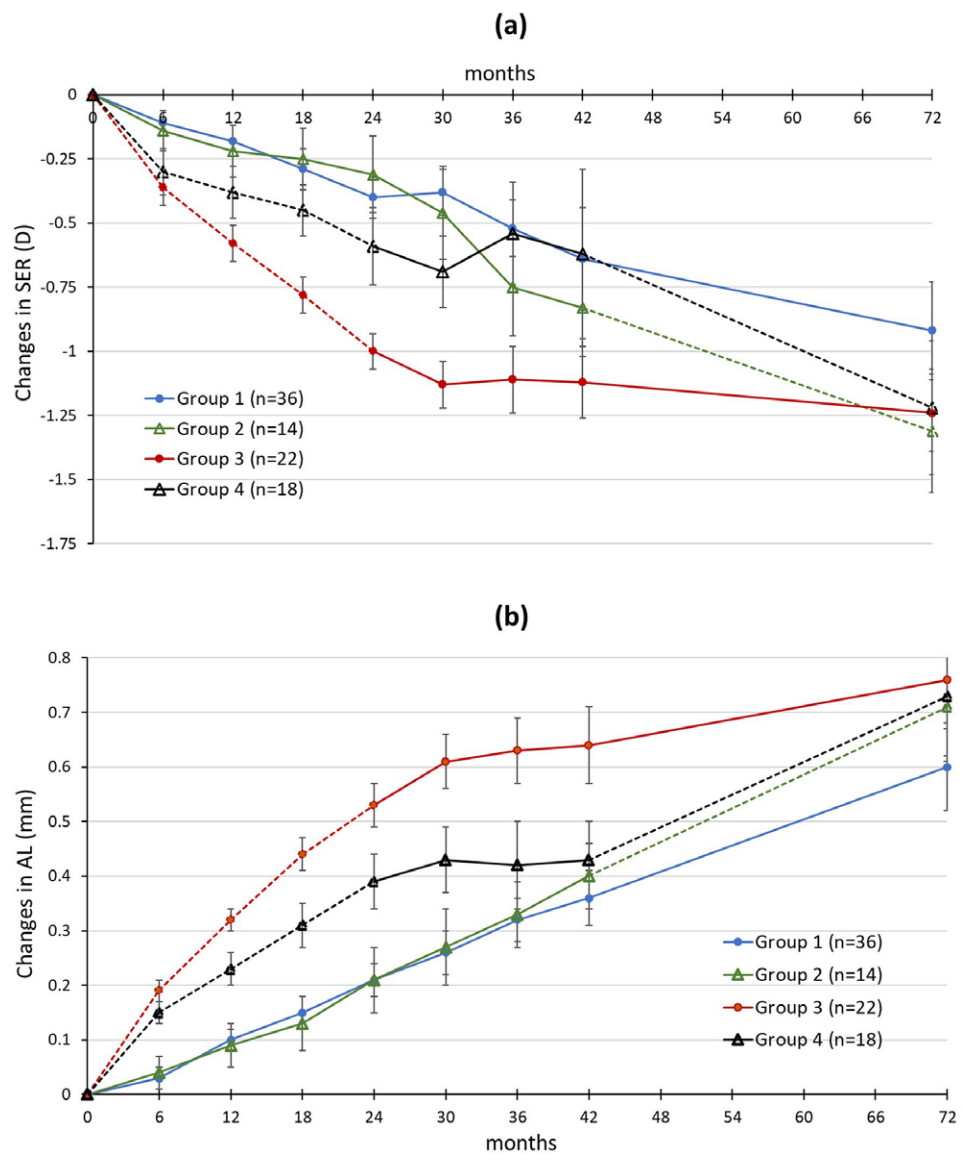 (a)
months
0
0 6 12 18 24 30 36 42 48 54 60 66 72
-0.25
-0.5
-0.75
-1
-1.25
-1.5
-1.75
Changes in SER (D)
Group 1 (n=36)
Group 2 (n=14)
Group 3 (n=22)
Group 4 (n=18)
(b)
0.8
0.7
0.6
0.5
0.4
0.3
0.2
0.1
0
Changes in AL (mm)
Group 1 (n=36)
Group 2 (n=14)
Group 3 (n=22)
Group 4 (n=18)
0 6 12 18 24 30 36 42 48 54 60 66 72
months